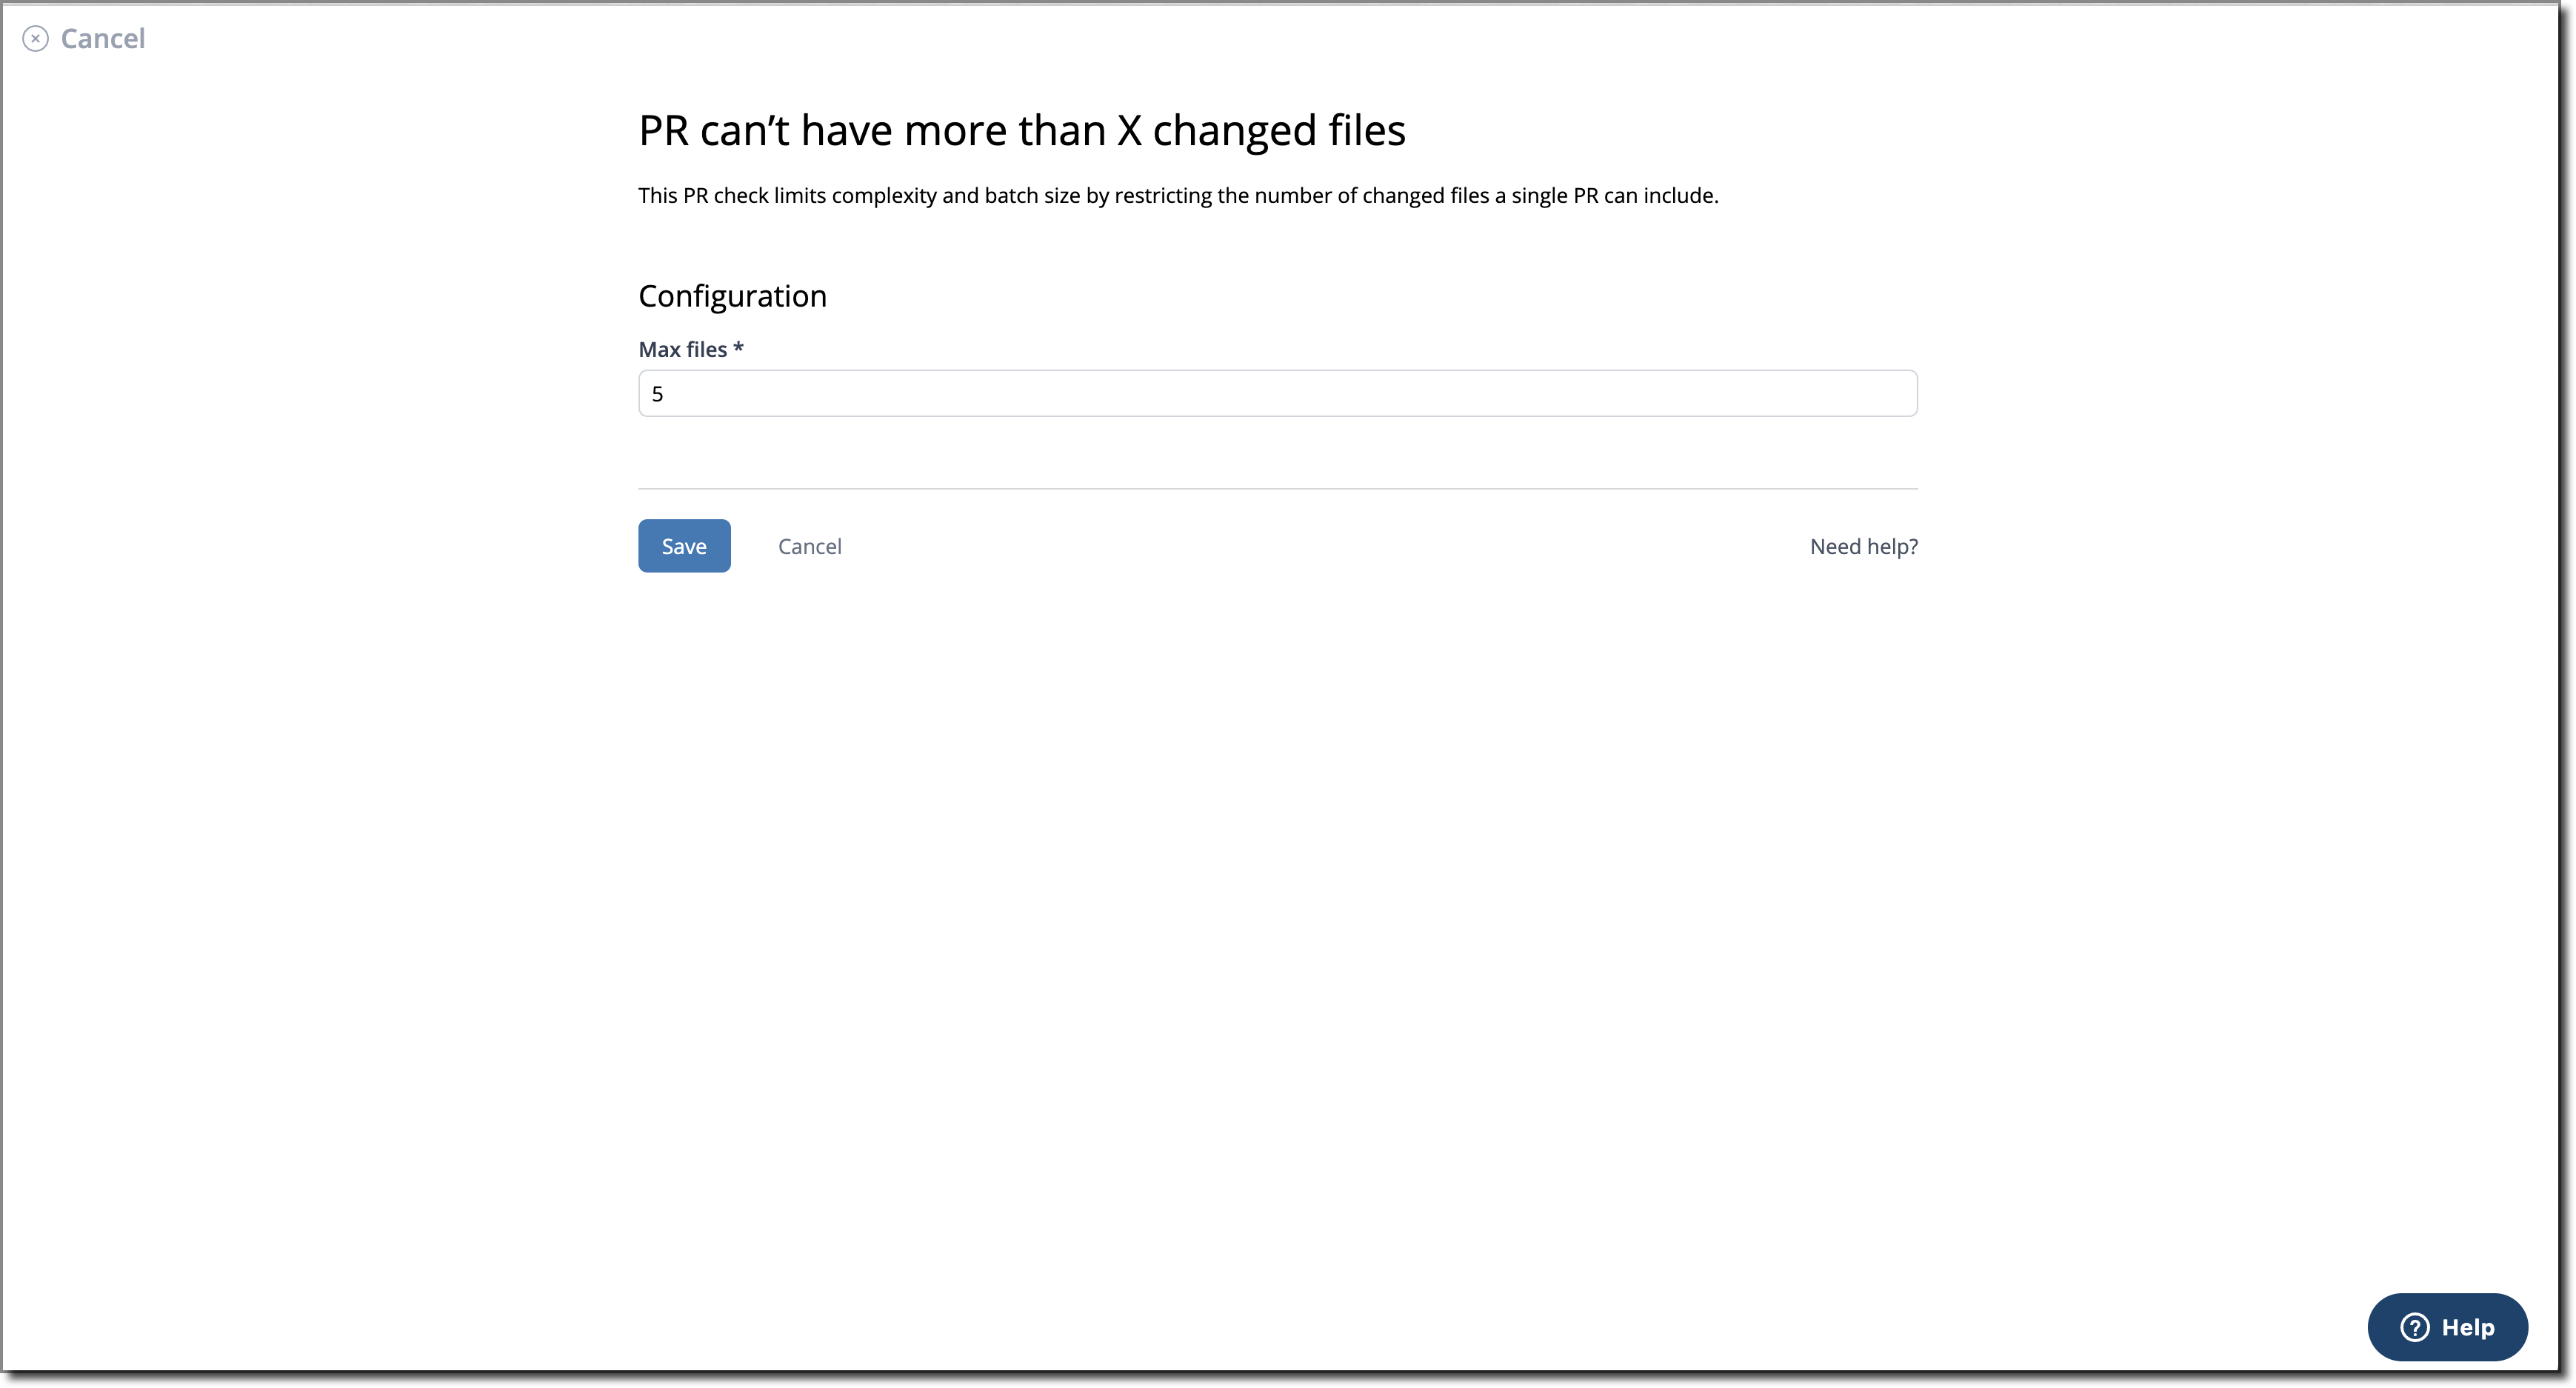 Cancel
PR can’t have more than X changed files
This PR check limits complexity and batch size by restricting the number of changed files a single PR can include.
Configuration
Max files *
5
Save
Cancel
Need help?
Help